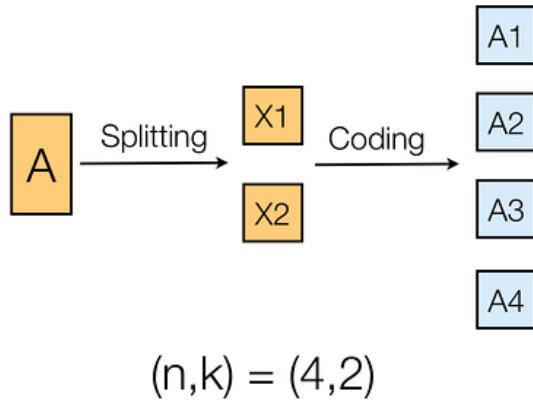 A
Splitting
X1
X2
Coding
A1
A2
A3
A4
(n,k) = (4,2)